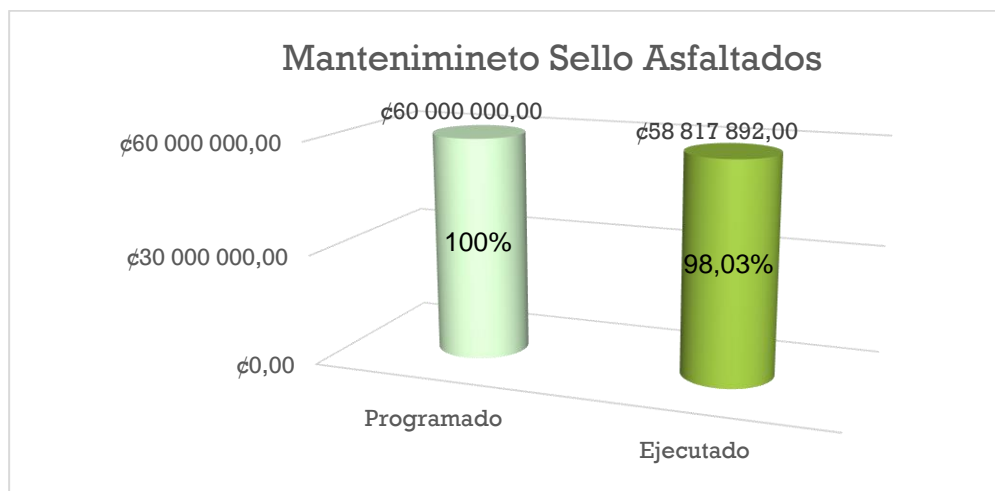 Mantenimineto Sello Asfaltados
¢60 000 000,00
¢58 817 892,00
¢60 000 000,00
¢30 000 000,00
¢0,00
100%
98,03%
Programado
Ejecutado